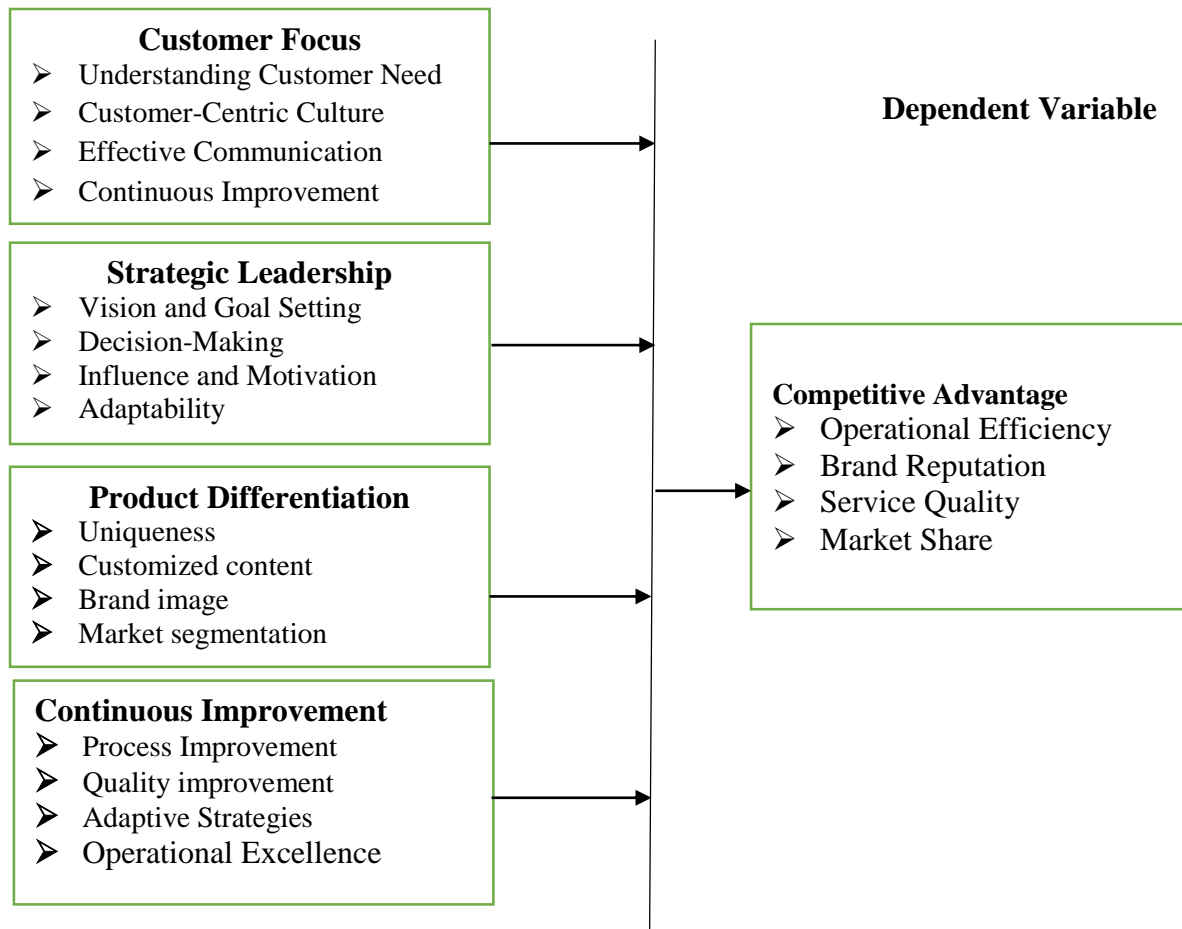 Customer Focus
➢ Understanding Customer Need
➢ Customer-Centric Culture
➢ Effective Communication
➢ Continuous Improvement
Dependent Variable
Strategic Leadership
➢ Vision and Goal Setting
➢ Decision-Making
➢ Influence and Motivation
➢ Adaptability
Product Differentiation
➢ Uniqueness
➢ Customized content
➢ Brand image
➢ Market segmentation
Continuous Improvement
➢ Process Improvement
➢ Quality improvement
➢ Adaptive Strategies
➢ Operational Excellence
Competitive Advantage
➢ Operational Efficiency
➢ Brand Reputation
➢ Service Quality
➢ Market Share